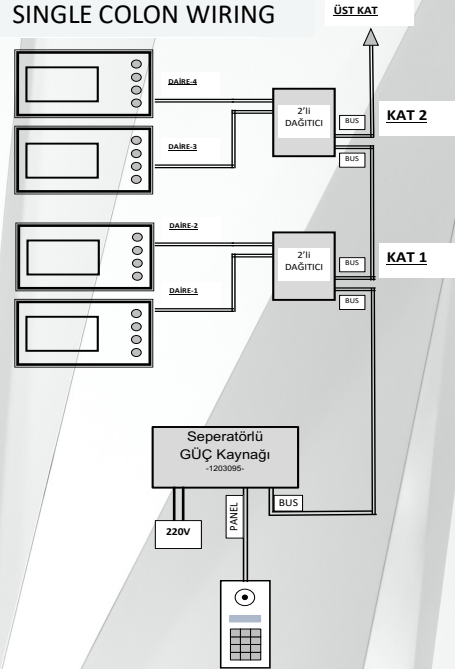 SINGLE COLON WIRING
ÜST KAT
DAİRE-4
2'li
DAĞITICI
BUS
KAT 2
DAİRE-3
BUS
DAİRE-2
2'li
DAĞITICI
BUS
KAT 1
DAİRE-1
BUS
Seperatörlü
GÜÇ Kaynağı
-1203095-
220V
PANEL
BUS